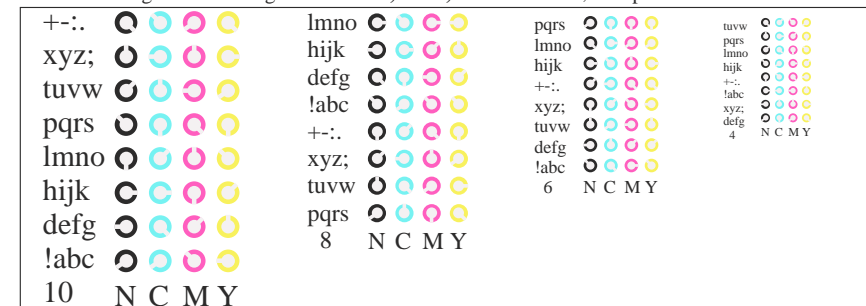 +-:.
xyz;
tuvw
pqrs
lmno
hijk
defg
!abc
10 N C M Y
lmno
hijk
defg
!abc
+-:.
xyz;
tuvw
pqrs
8 N C M Y
pqrs
lmno
hijk
+-:.
xyz;
tuvw
defg
!abc
6 N C M Y
tuvw
pqrs
lmno
hijk
+-:.
!abc
xyz;
defg
4 N C M Y